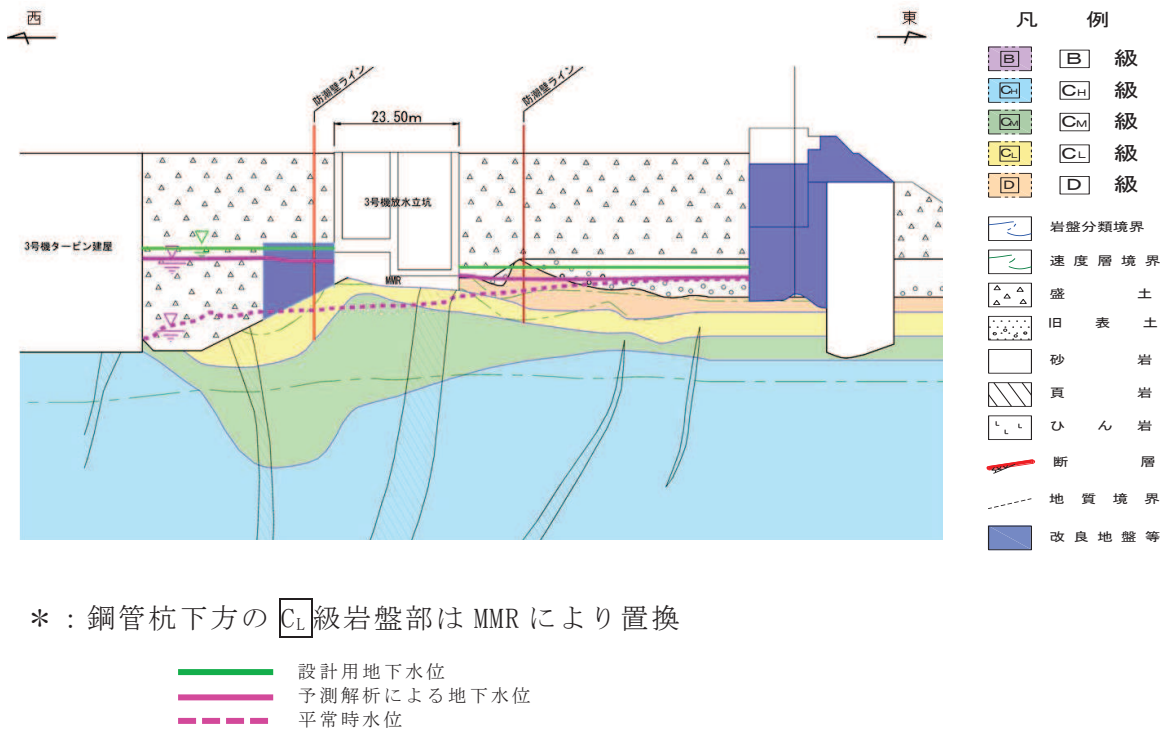 西
東
防潮壁ライン
防潮壁ライン
23.50m
3号機放水立坑
3号機タービン建屋
MMR
凡 例
B B 級
CH CH 級
CM CM 級
CL CL 級
D D 級
岩盤分類境界
速度層境界
盛 土
旧 表 土
砂 岩
頁 岩
ひ ん 岩
断 層
地 質 境 界
改 良 地 盤 等
＊：鋼管杭下方の CL 級岩盤部は MMR により置換
設計用地下水位
予測解析による地下水位
平常時水位